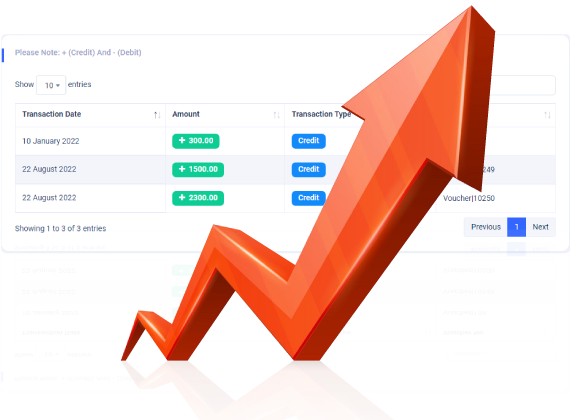 Please Note: + (Credit) And - (Debit)
Show 10 entries
Transaction Date Amount Transaction Type
10 January 2022 + 300.00 Credit
22 August 2022 + 1500.00 Credit 249
22 August 2022 + 2300.00 Credit Voucher|10250
Showing 1 to 3 of 3 entries
Previous 1 Next